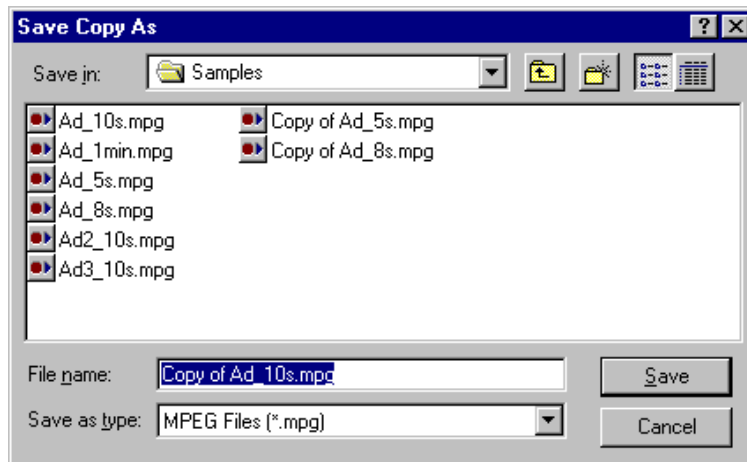 Save Copy As
Save in: Samples
Ad_10s.mpg Copy of Ad_5s.mpg
Ad_1min.mpg Copy of Ad_8s.mpg
Ad_5s.mpg
Ad_8s.mpg
Ad2_10s.mpg
Ad3_10s.mpg
File name: Copy of Ad_10s.mpg Save
Save as type: MPEG Files (*.mpg) Cancel